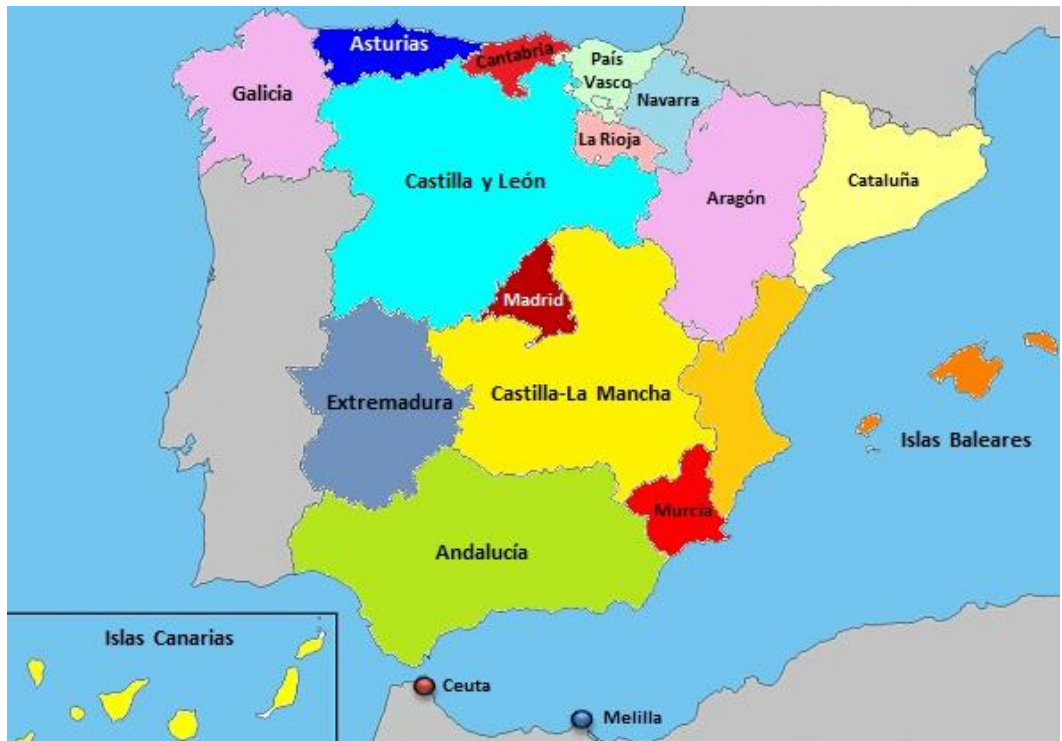 Asturias
Cantabria
País
Vasco
Galicia
Navarra
La Rioja
Castilla y León
Cataluña
Aragón
Madrid
Castilla-La Mancha
Extremadura
Islas Baleares
Murcia
Andalucía
Islas Canarias
Ceuta
Melilla